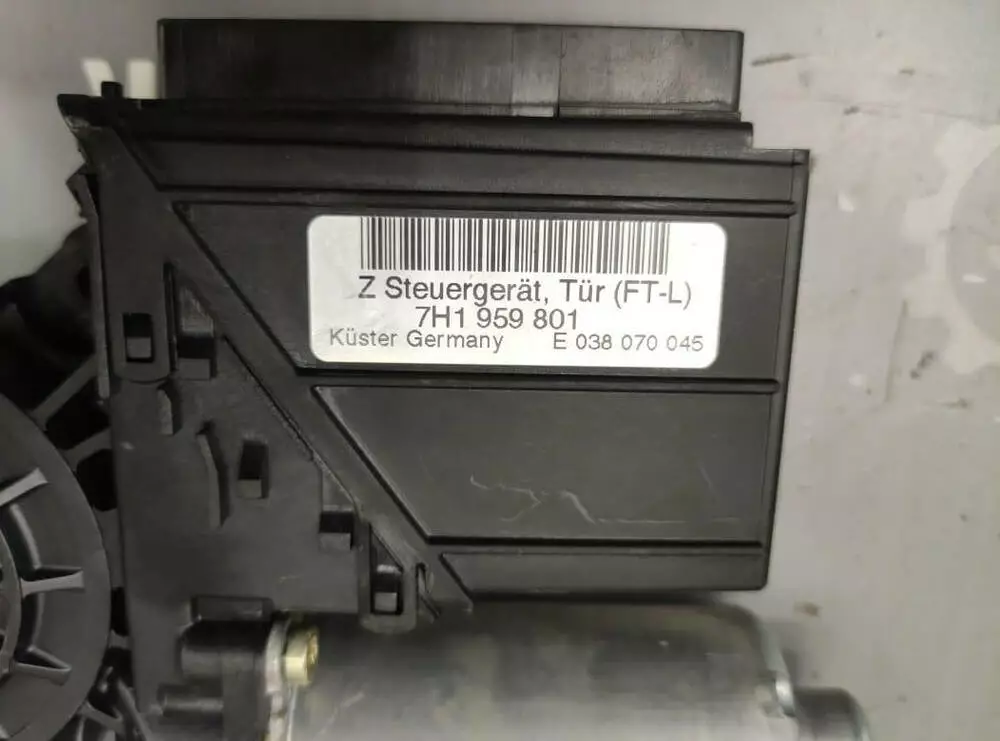 Z Steuergerät, Tür (FT-L)
7H1 959 801
Küster Germany E 038 070 045